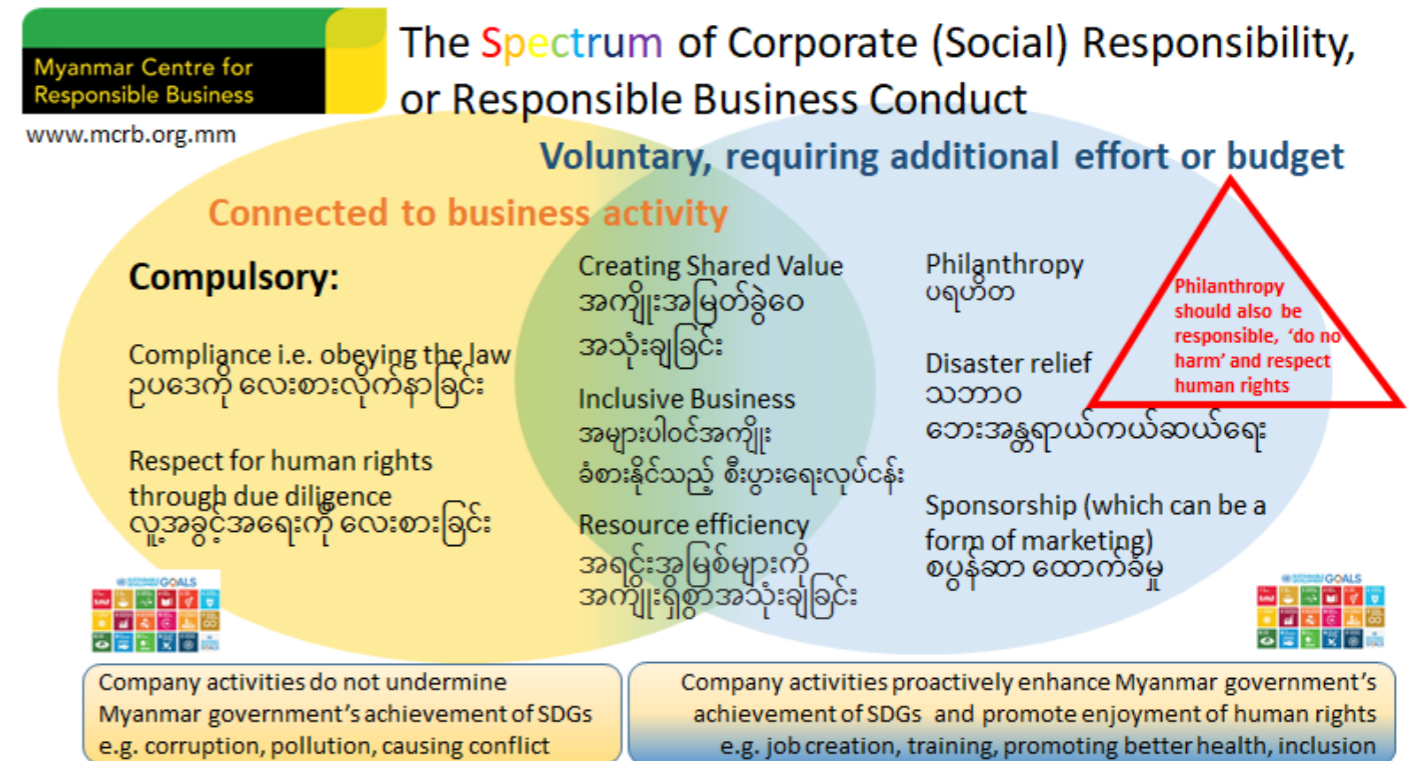 Myanmar Centre for
Responsible Business
www.mcrb.org.mm
The Spectrum of Corporate (Social) Responsibility,
or Responsible Business Conduct
Voluntary, requiring additional effort or budget
Connected to business activity
Compulsory:
Compliance i.e. obeying the law
ဥပဒေကို လေးစားလိုက်နာခြင်း
Respect for human rights
through due diligence
လူ့အခွင့်အရေးကို လေးစားခြင်း
Creating Shared Value
အကျိုးအမြတ်ခွဲဝေ
အသုံးချခြင်း
Inclusive Business
အများပါဝင်အကျိုး
ခံစားနိုင်သည့် စီးပွားရေးလုပ်ငန်း
Resource efficiency
အရင်းအမြစ်များကို
အကျိုးရှိစွာအသုံးချခြင်း
Philanthropy
ပရဟိတ
Disaster relief
သဘာဝ
ဘေးအန္တရာယ်ကယ်ဆယ်ရေး
Sponsorship (which can be a
form of marketing)
စပွန်ဆာ ထောက်ခံမှု
Philanthropy
should also be
responsible, ‘do no
harm’ and respect
human rights
GOALS
GOALS
Company activities do not undermine
Myanmar government’s achievement of SDGs
e.g. corruption, pollution, causing conflict
Company activities proactively enhance Myanmar government’s
achievement of SDGs and promote enjoyment of human rights
e.g. job creation, training, promoting better health, inclusion